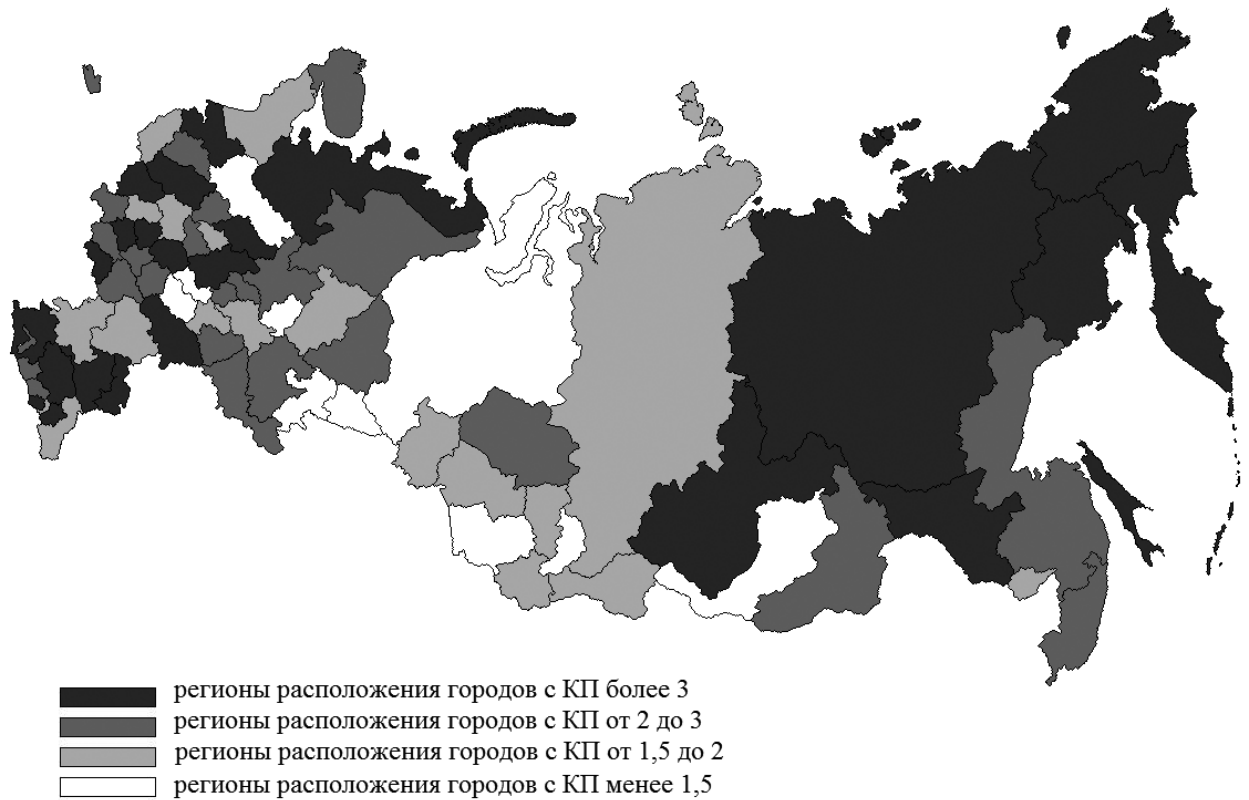 регионы расположения городов с КП более 3
регионы расположения городов с КП от 2 до 3
регионы расположения городов с КП от 1,5 до 2
регионы расположения городов с КП менее 1,5